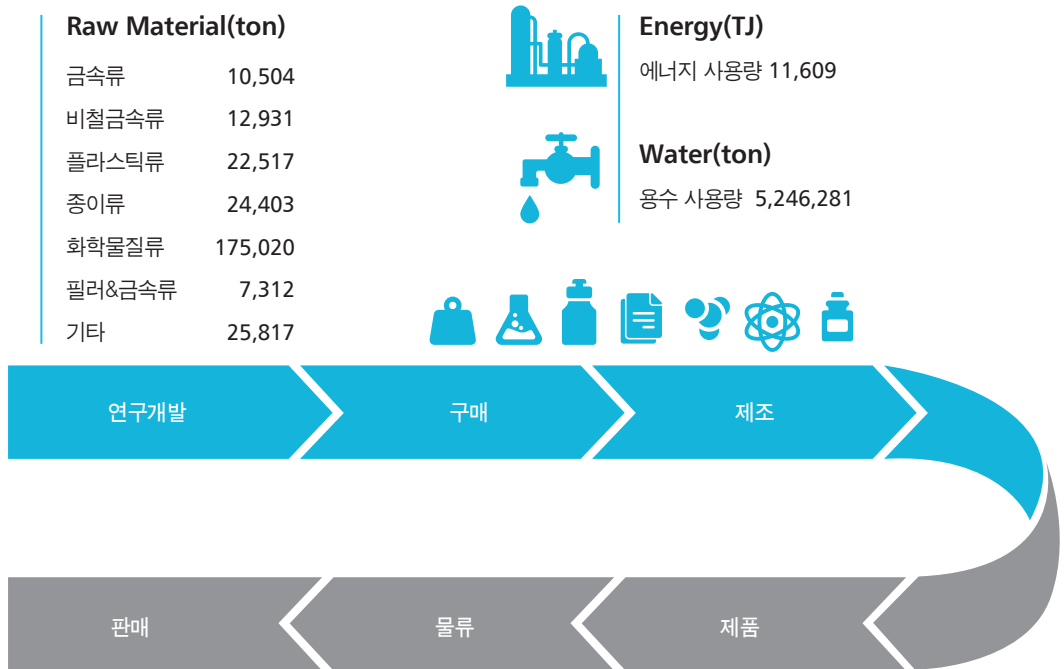 Raw Material(ton)
금속류 10,504
비철금속류 12,931
플라스틱류 22,517
종이류 24,403
화학물질류 175,020
필러&금속류 7,312
기타 25,817
Energy(TJ)
에너지 사용량 11,609
Water(ton)
용수 사용량 5,246,281
연구개발 구매 제조
판매 물류 제품